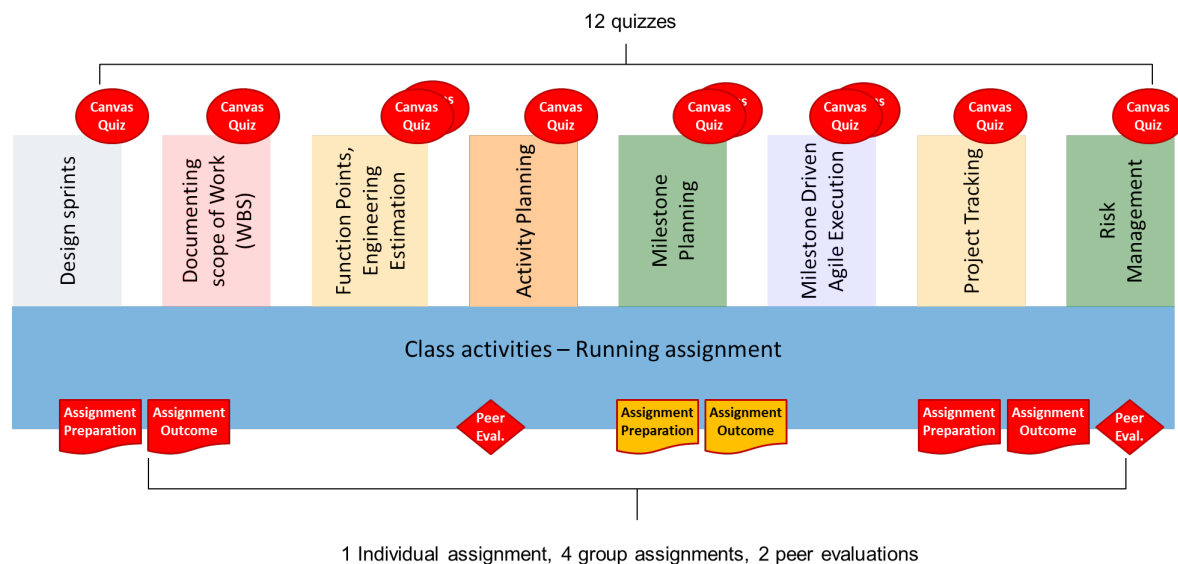 12 quizzes
Canvas
Quiz
Canvas
Quiz
Canvas
Quiz
Canvas
Quiz
Canvas
Quiz
Canvas
Quiz
Canvas
Quiz
Canvas
Quiz
Design sprints
Documenting
scope of Work
(WBS)
Function Points,
Engineering
Estimation
Activity Planning
Milestone
Planning
Milestone Driven
Agile Execution
Project Tracking
Risk
Management
Class activities – Running assignment
Assignment
Preparation
Assignment
Outcome
Peer
Eval.
Assignment
Preparation
Assignment
Outcome
Assignment
Preparation
Assignment
Outcome
Peer
Eval.
1 Individual assignment, 4 group assignments, 2 peer evaluations